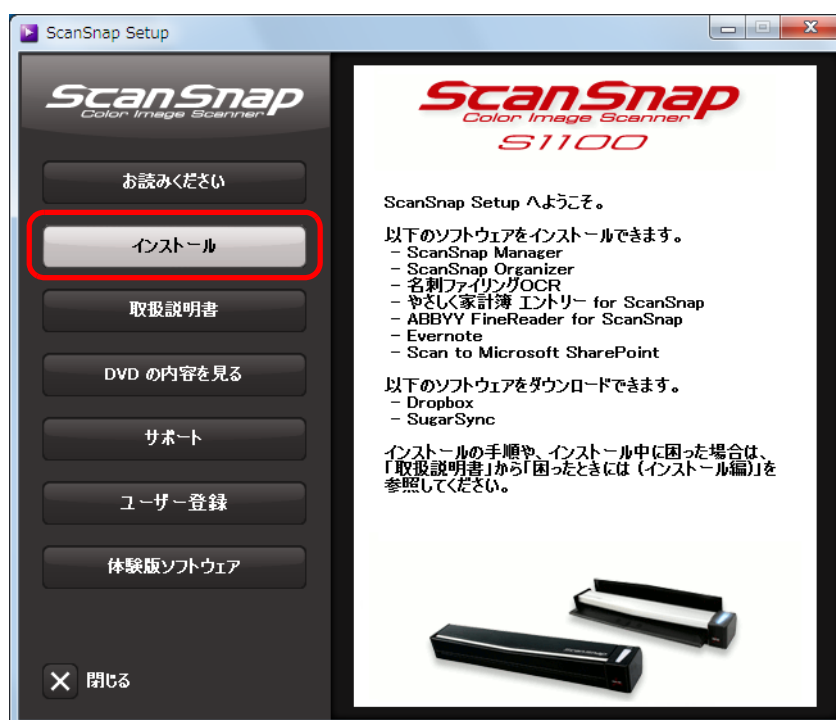 ScanSnap Setup
ScanSnap
Color Image Scanner
お読みください
インストール
取扱説明書
DVD の内容を見る
サポート
ユーザー登録
体験版ソフトウェア
閉じる
ScanSnap
Color Image Scanner
S1100
ScanSnap Setup へようこそ。
以下のソフトウェアをインストールできます。
- ScanSnap Manager
- ScanSnap Organizer
- 名刺ファイリングOCR
- やさしく家計簿 エントリー for ScanSnap
- ABBYY FineReader for ScanSnap
- Evernote
- Scan to Microsoft SharePoint
以下のソフトウェアをダウンロードできます。
- Dropbox
- SugarSync
インストールの手順や、インストール中に困った場合は、
「取扱説明書」から「困ったときには (インストール編)」を
参照してください。